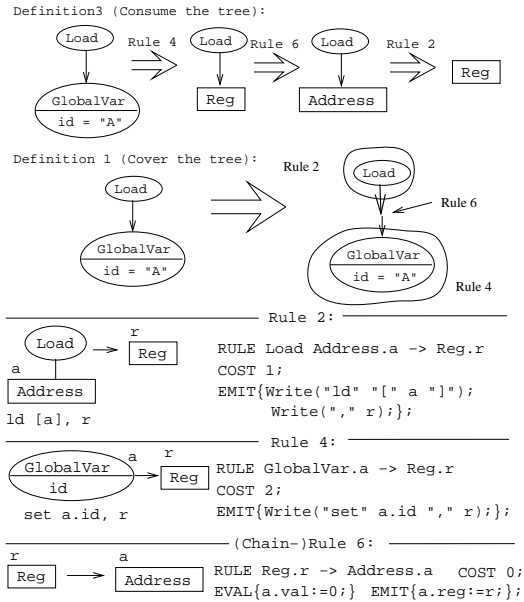 Definition3 (Consume the tree):
Load Rule 4 Load Rule 6 Load Rule 2
GlobalVar
id = "A"
Reg
Address
Reg
Definition 1 (Cover the tree):
Load
GlobalVar
id = "A"
Rule 2
Load
Rule 6
GlobalVar
id = "A"
Rule 4
Rule 2:
Load
r
Reg
a
Address
ld [a], r
RULE Load Address.a -> Reg.r
COST 1;
EMIT{Write("ld" "[" a "]");
Write("," r);};
Rule 4:
GlobalVar
id
a
r
Reg
set a.id, r
RULE GlobalVar.a -> Reg.r
COST 2;
EMIT{Write("set" a.id "," r);};
(Chain-)Rule 6:
r
Reg
a
Address
RULE Reg.r -> Address.a COST 0;
EVAL{a.val:=0;} EMIT{a.reg:=r;};